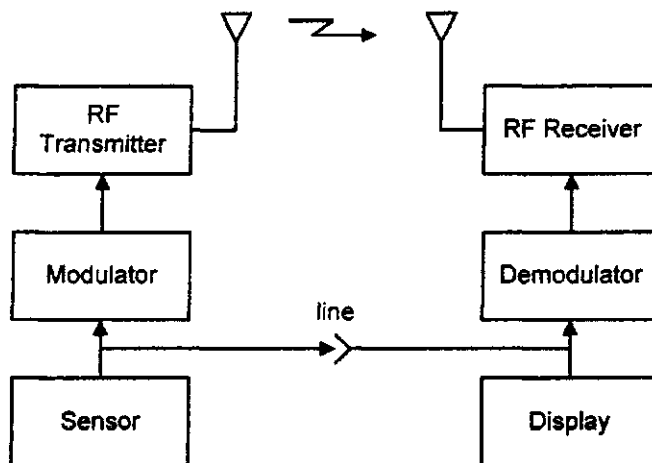 RF
Transmitter
RF Receiver
Modulator
Demodulator
line
Sensor
Display